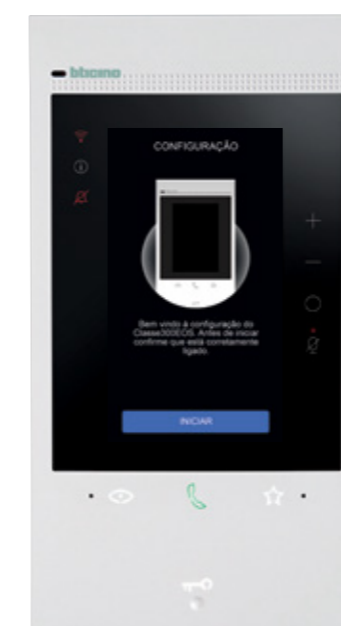 bticino
CONFIGURAÇÃO
Bem vindo à configuração do
Classe300EOS. Antes de iniciar
confirme que está corretamente
ligado.
INICIAR